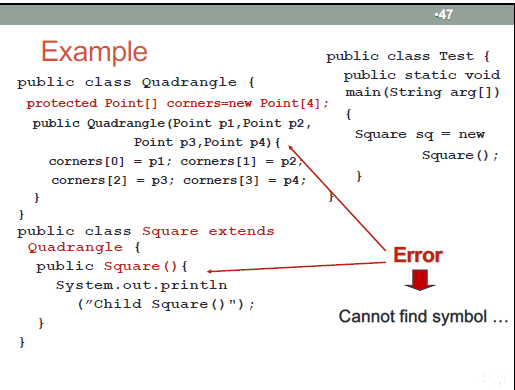 ▪47
Example
public class Quadrangle {
protected Point[] corners=new Point[4];
public Quadrangle(Point p1,Point p2,
Point p3,Point p4){
corners[0] = p1; corners[1] = p2;
corners[2] = p3; corners[3] = p4;
}
}
public class Square extends
Quadrangle {
public Square(){
System.out.println
(″Child Square()");
}
}
public class Test {
public static void
main(String arg[])
{
Square sq = new
Square();
}
}
Error
Cannot find symbol …